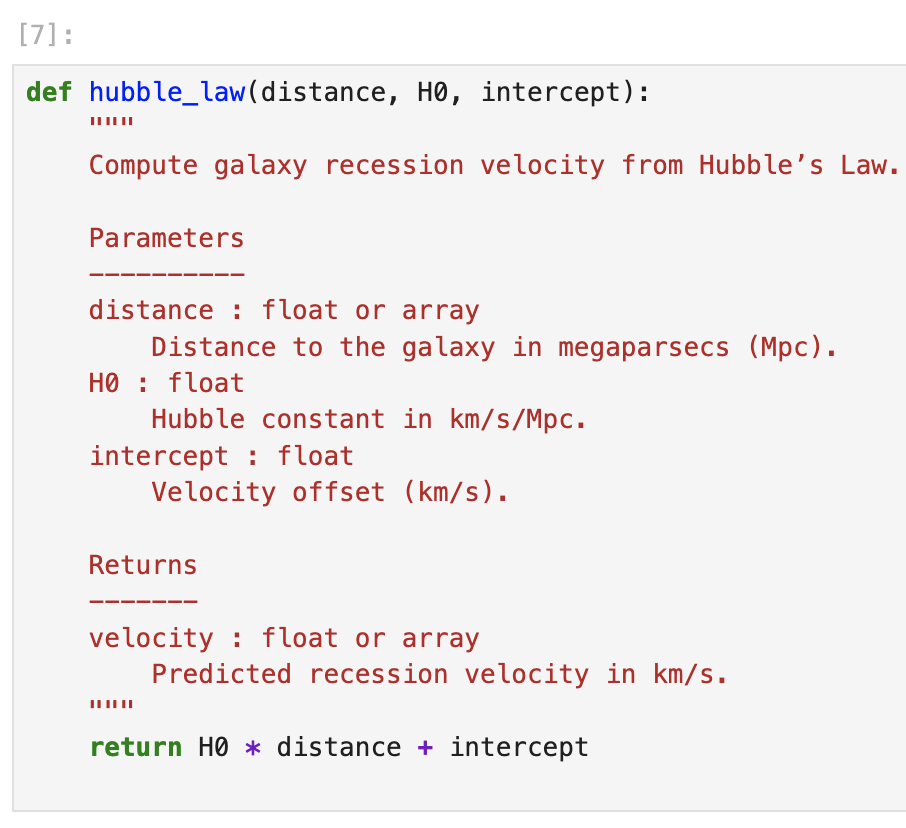 [7]:
def hubble_law(distance, H0, intercept):
    """
    Compute galaxy recession velocity from Hubble’s Law.

    Parameters
    ----------
    distance : float or array
        Distance to the galaxy in megaparsecs (Mpc).
    H0 : float
        Hubble constant in km/s/Mpc.
    intercept : float
        Velocity offset (km/s).

    Returns
    -------
    velocity : float or array
        Predicted recession velocity in km/s.
    """
    return H0 * distance + intercept